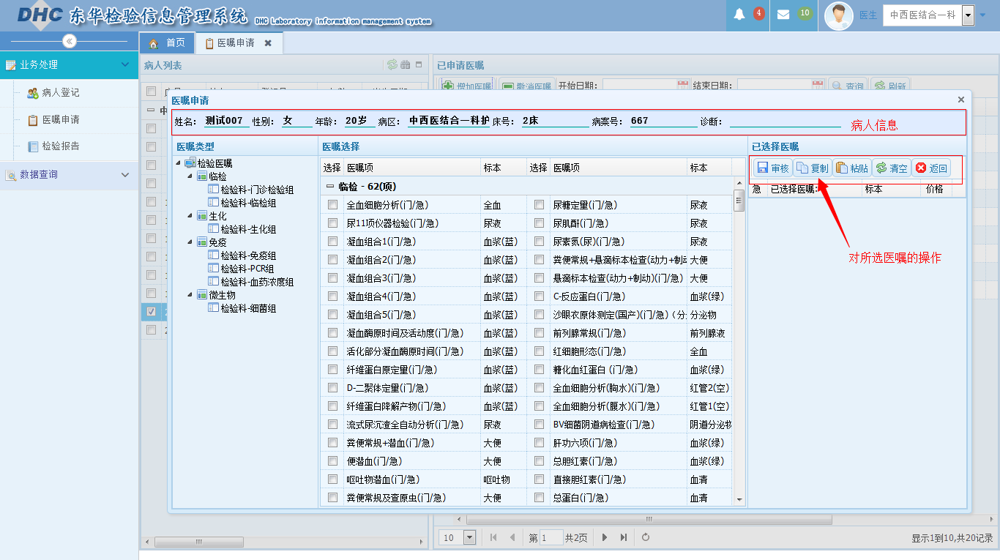 DHC 东华检验信息管理系统 DHC Laboratory information management system
4 10 医生 中西医结合一科
首页 医嘱申请
业务处理
病人登记
医嘱申请
检验报告
数据查询
病人列表
已申请医嘱
增加医嘱 撤消医嘱 开始日期: 结束日期: 查询 刷新
医嘱申请
姓名: 测试007 性别: 女 年龄: 20岁 病区: 中西医结合一科护 床号: 2床 病案号: 667 诊断:
病人信息
医嘱类型
检验医嘱
临检
检验科-门诊检验组
检验科-临检组
生化
检验科-生化组
免疫
检验科-免疫组
检验科-PCR组
检验科-血药浓度组
微生物
检验科-细菌组
医嘱选择
选择 医嘱项 标本 选择 医嘱项 标本
临检 - 62(项)
全血细胞分析(门/急) 全血 尿糖定量(门/急) 尿液
尿11项仪器检验(门/急) 尿液 尿肌酐(门/急) 尿液
凝血组合1(门/急) 血浆(蓝) 尿素氮(尿)(门/急) 尿液
凝血组合2(门/急) 血浆(蓝) 粪便常规+悬滴标本检查(动力+制动 大便
凝血组合3(门/急) 血浆(蓝) 悬滴标本检查(动力+制动)(门/急) 大便
凝血组合4(门/急) 血浆(蓝) C-反应蛋白(门/急) 血浆(绿)
凝血组合5(门/急) 血浆(蓝) 沙眼衣原体测定(国产)(门/急)（分 分泌物
凝血酶原时间及活动度(门/急) 血浆(蓝) 前列腺常规(门/急) 前列腺液
活化部分凝血酶原时间(门/急) 血浆(蓝) 红细胞形态(门/急) 全血
纤维蛋白原定量(门/急) 血浆(蓝) 糖化血红蛋白 (门/急) 血浆(绿)
D-二聚体定量(门/急) 血浆(蓝) 全血细胞分析(胸水)(门/急) 红管2(空)
纤维蛋白降解产物(门/急) 血浆(蓝) 全血细胞分析(腹水)(门/急) 红管1(空)
流式尿沉渣全自动分析(门/急) 尿液 BV细菌阴道病检查(门/急) 阴道分泌物
粪便常规+潜血(门/急) 大便 肝功六项(门/急) 血浆(绿)
便潜血(门/急) 大便 总胆红素(门/急) 血浆(绿)
呕吐物潜血(门/急) 呕吐物 直接胆红素(门/急) 血清
粪便常规及查原虫(门/急) 大便 总蛋白(门/急) 血清
已选择医嘱
审核 复制 粘贴 清空 返回
急 已选择医嘱: 标本 价格
对所选医嘱的操作
10 第 1 共2页 显示1到10,共20记录